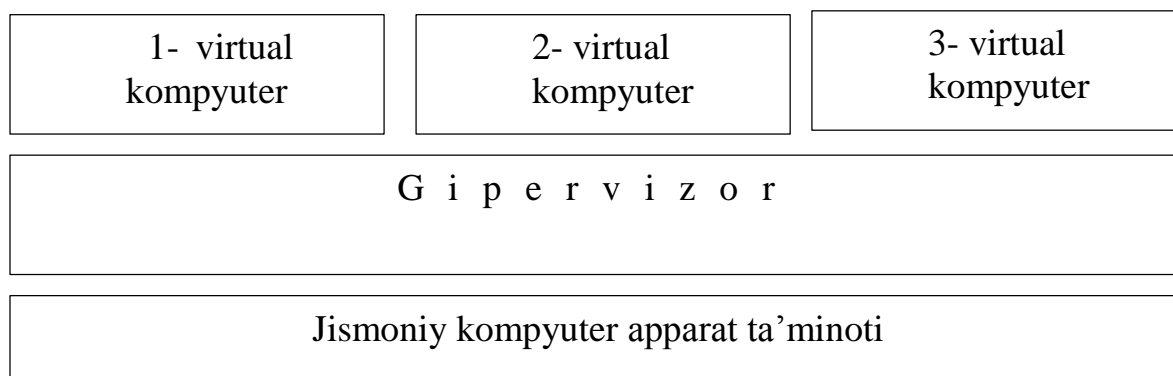 1- virtual
kompyuter
2- virtual
kompyuter
3- virtual
kompyuter
G i p e r v i z o r
Jismoniy kompyuter apparat ta’minoti